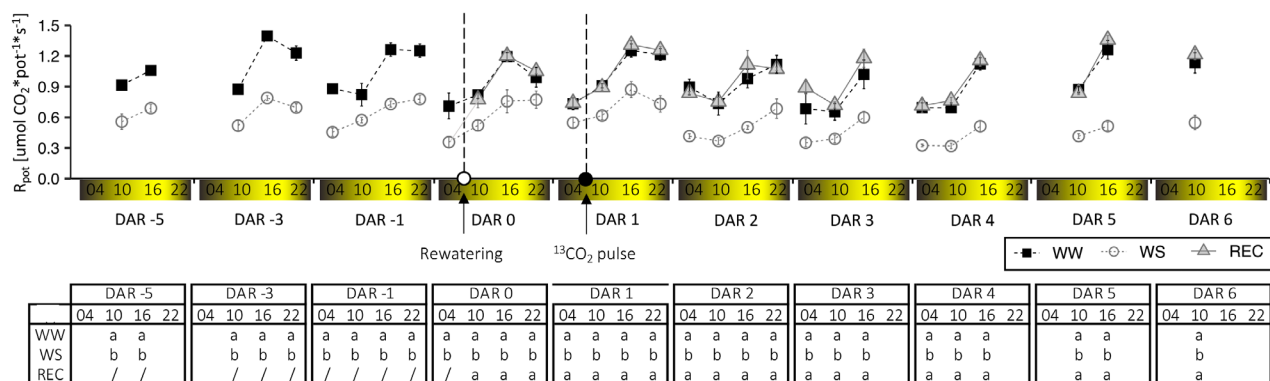 R_pot [umol CO₂*pot⁻¹*s⁻¹]
1.5
1.2
0.9
0.6
0.3
0.0
04 10 16 22 04 10 16 22 04 10 16 22 04 10 16 22 04 10 16 22 04 10 16 22 04 10 16 22 04 10 16 22 04 10 16 22 04 10 16 22
DAR -5 DAR -3 DAR -1 DAR 0 DAR 1 DAR 2 DAR 3 DAR 4 DAR 5 DAR 6
Rewatering ¹³CO₂ pulse
WW WS REC
DAR -5 DAR -3 DAR -1 DAR 0 DAR 1 DAR 2 DAR 3 DAR 4 DAR 5 DAR 6
04 10 16 22 04 10 16 22 04 10 16 22 04 10 16 22 04 10 16 22 04 10 16 22 04 10 16 22 04 10 16 22 04 10 16 22 04 10 16 22
WW a a a a a a a a a a a a a a a a a a a a a a a a a a a a a a
WS b b b b b b b b b b b b b b b b b b b b b b b b b b b b b b
REC / / / / / / / / / / a a a a a a a a a a a a a a a a a a a a